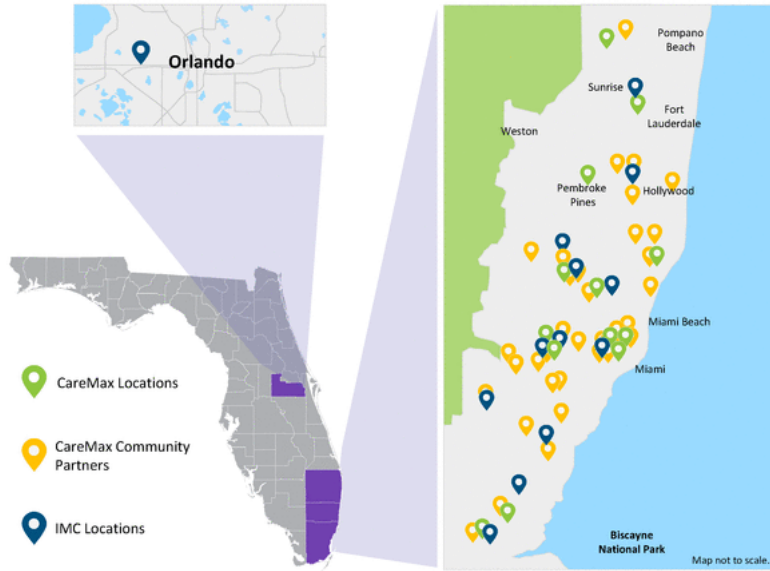 Orlando
CareMax Locations
CareMax Community
Partners
IMC Locations
Pompano
Beach
Sunrise
Fort
Lauderdale
Weston
Pembroke
Pines
Hollywood
Miami Beach
Miami
Biscayne
National Park
Map not to scale.